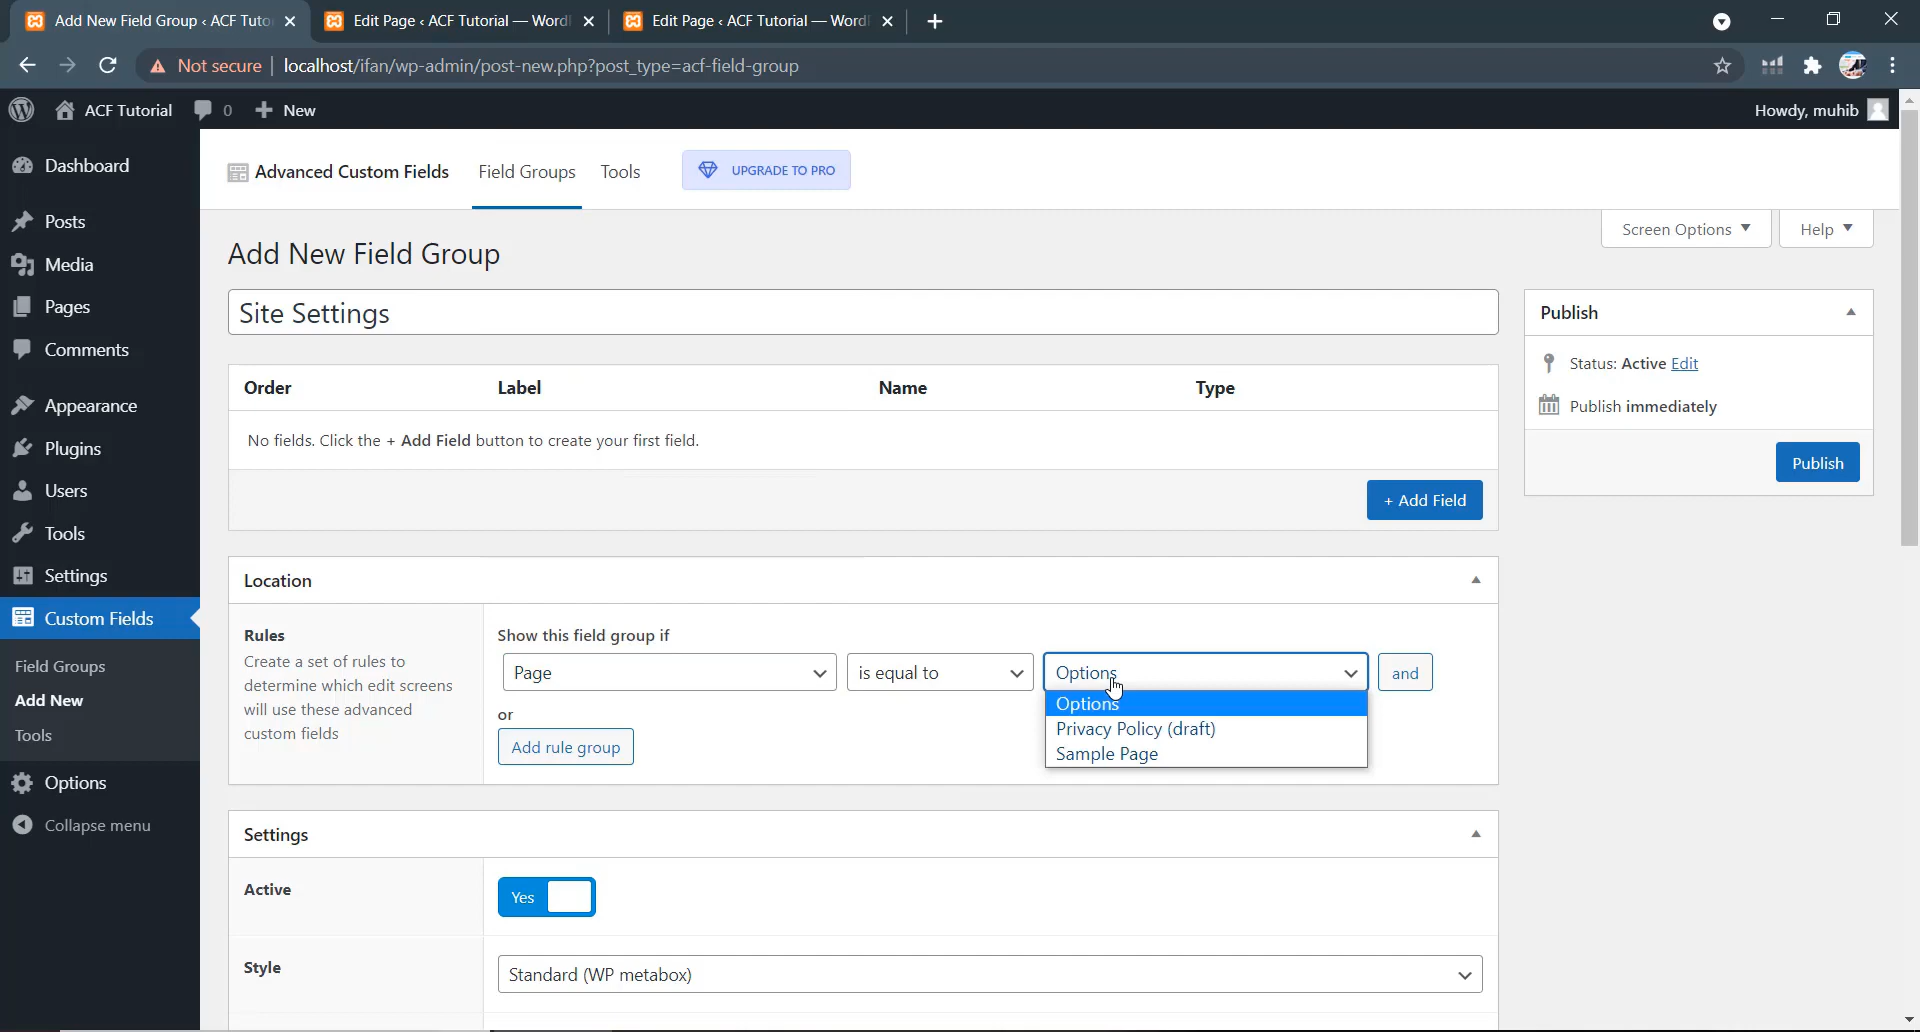 Add New Field Group ‹ ACF Tuto
Edit Page ‹ ACF Tutorial — Word
Edit Page ‹ ACF Tutorial — Word
Not secure
localhost/ifan/wp-admin/post-new.php?post_type=acf-field-group
ACF Tutorial
0
New
Howdy, muhib
Dashboard
Posts
Media
Pages
Comments
Appearance
Plugins
Users
Tools
Settings
Custom Fields
Field Groups
Add New
Tools
Options
Collapse menu
Advanced Custom Fields
Field Groups
Tools
UPGRADE TO PRO
Screen Options
Help
Add New Field Group
Site Settings
Order Label Name Type
No fields. Click the + Add Field button to create your first field.
+ Add Field
Location
Rules
Create a set of rules to
determine which edit screens
will use these advanced
custom fields
Show this field group if
Page
is equal to
Options
and
Options
Privacy Policy (draft)
Sample Page
or
Add rule group
Settings
Active
Yes
Style
Standard (WP metabox)
Publish
Status: Active Edit
Publish immediately
Publish